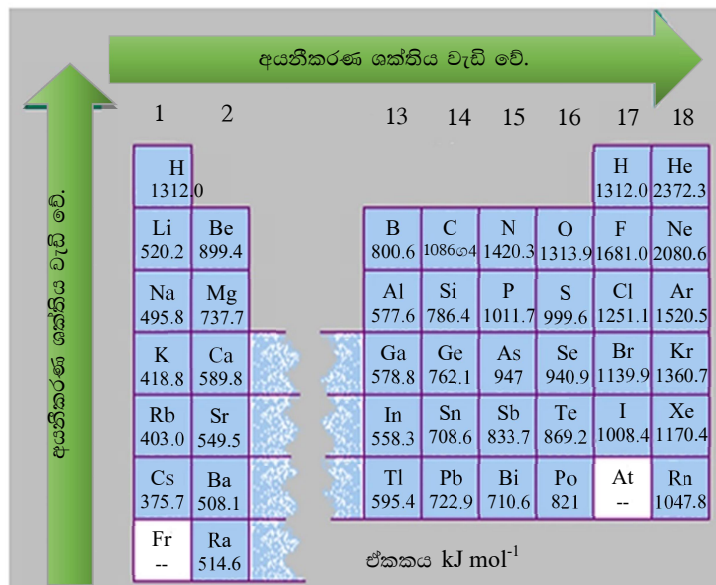 අයනීකරණ ශක්තිය වැඩි වේ.
අයනීකරණ ශක්තිය වැඩි වේ.
1 2 13 14 15 16 17 18
H H He
1312.0 1312.0 2372.3
Li Be B C N O F Ne
520.2 899.4 800.6 1086ග4 1420.3 1313.9 1681.0 2080.6
Na Mg Al Si P S Cl Ar
495.8 737.7 577.6 786.4 1011.7 999.6 1251.1 1520.5
K Ca Ga Ge As Se Br Kr
418.8 589.8 578.8 762.1 947 940.9 1139.9 1360.7
Rb Sr In Sn Sb Te I Xe
403.0 549.5 558.3 708.6 833.7 869.2 1008.4 1170.4
Cs Ba Tl Pb Bi Po At Rn
375.7 508.1 595.4 722.9 710.6 821 -- 1047.8
Fr Ra
-- 514.6
ඒකකය kJ mol⁻¹